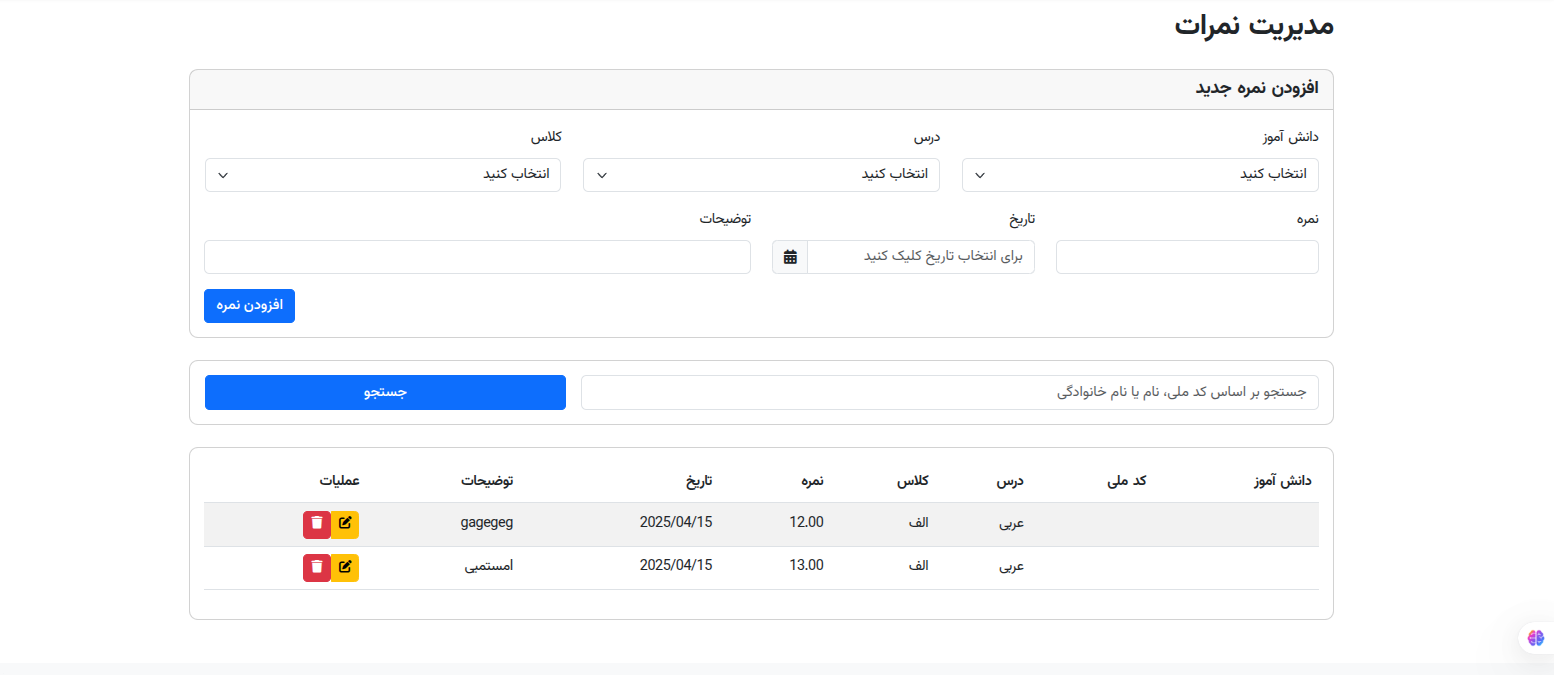 مدیریت نمرات
افزودن نمره جدید
دانش آموز درس کلاس
انتخاب کنید انتخاب کنید انتخاب کنید
نمره تاریخ توضیحات
برای انتخاب تاریخ کلیک کنید
افزودن نمره
جستجو بر اساس کد ملی، نام یا نام خانوادگی جستجو
دانش آموز کد ملی درس کلاس نمره تاریخ توضیحات عملیات
عربی الف 12.00 2025/04/15 gagegeg
عربی الف 13.00 2025/04/15 امستمبی